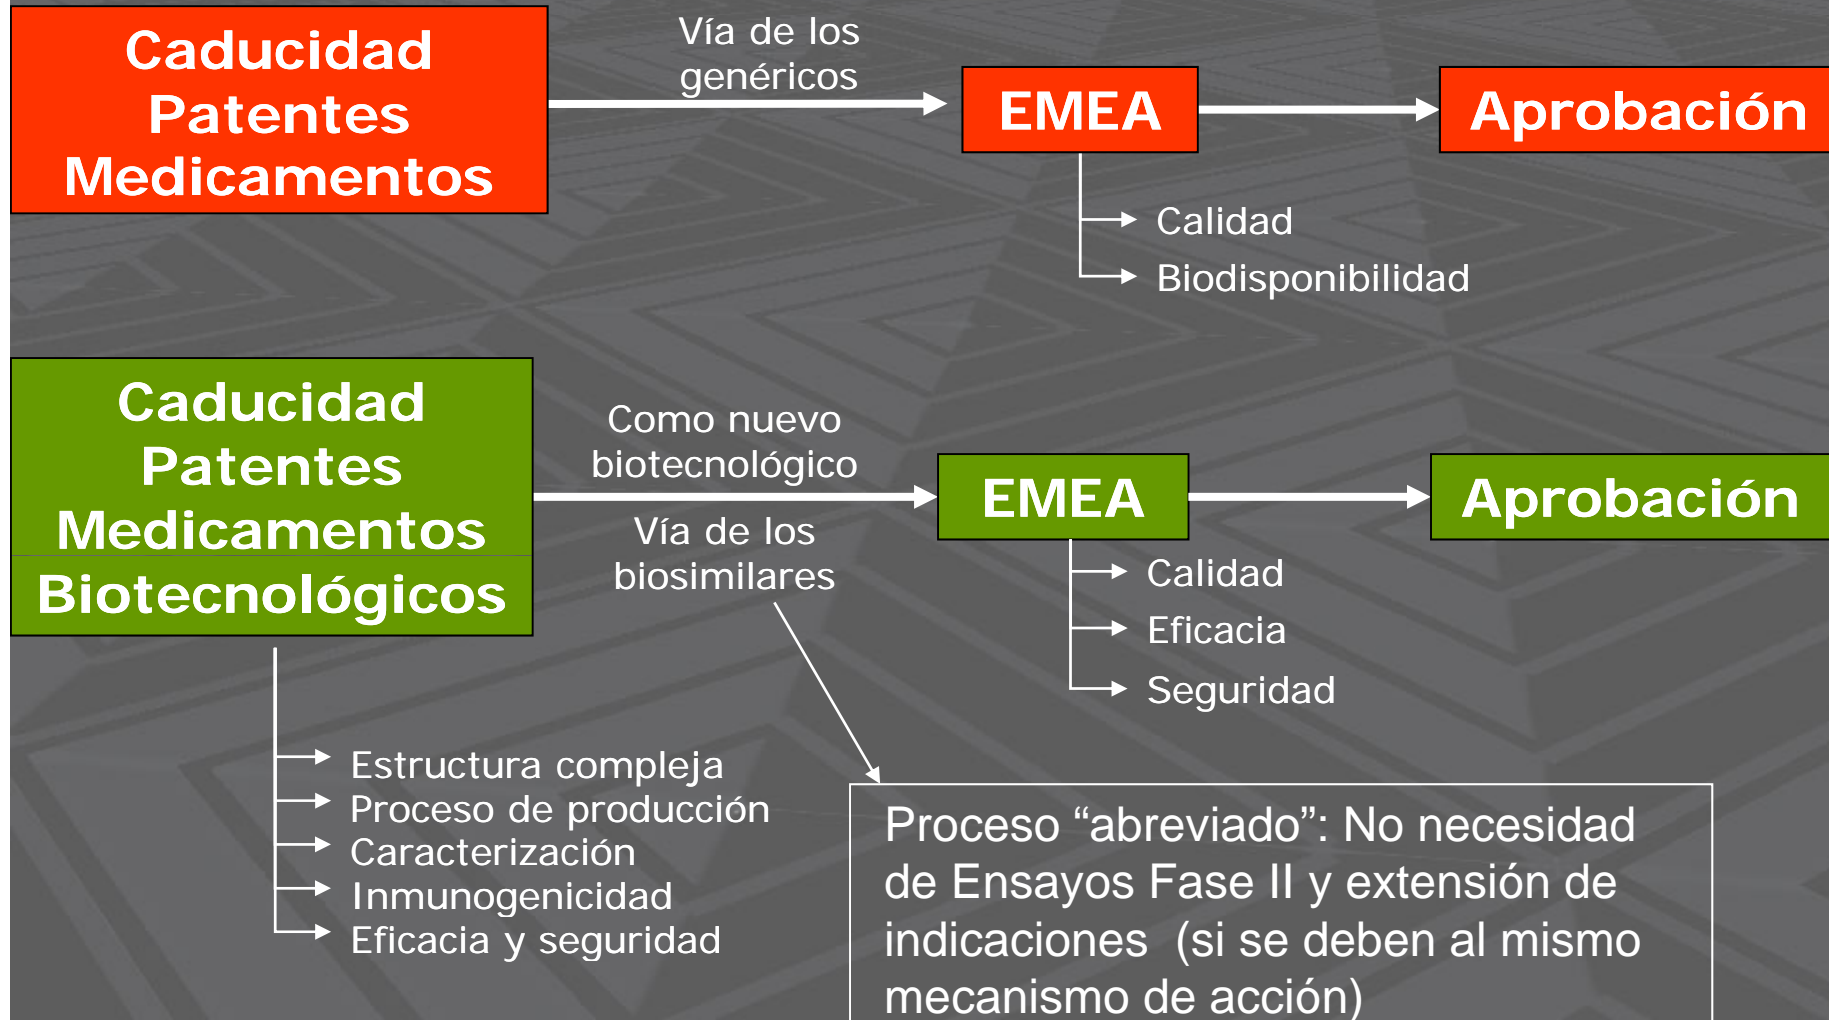 Caducidad
Patentes
Medicamentos
Vía de los
genéricos
EMEA
Aprobación
Calidad
Biodisponibilidad
Caducidad
Patentes
Medicamentos
Biotecnológicos
Como nuevo
biotecnológico
Vía de los
biosimilares
EMEA
Aprobación
Calidad
Eficacia
Seguridad
Estructura compleja
Proceso de producción
Caracterización
Inmunogenicidad
Eficacia y seguridad
Proceso “abreviado”: No necesidad
de Ensayos Fase II y extensión de
indicaciones (si se deben al mismo
mecanismo de acción)